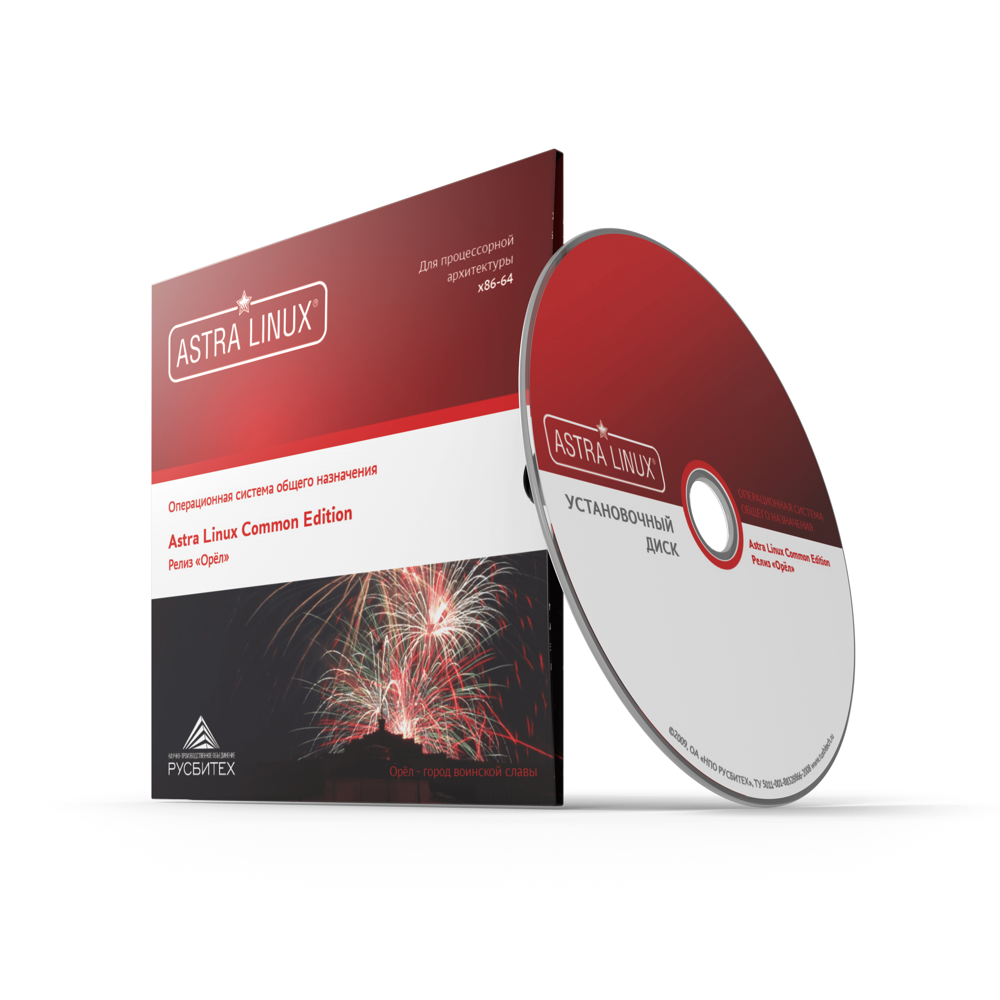 Для процессорной
архитектуры
x86-64
ASTRA LINUX®
Операционная система общего назначения
Astra Linux Common Edition
Релиз «Орёл»
НАУЧНО-ПРОИЗВОДСТВЕННОЕ ОБЪЕДИНЕНИЕ
РУСБИТЕХ
Орёл - город воинской славы
ASTRA LINUX®
УСТАНОВОЧНЫЙ
ДИСК
ОПЕРАЦИОННАЯ СИСТЕМА
ОБЩЕГО НАЗНАЧЕНИЯ
Astra Linux Common Edition
Релиз «Орёл»
©2009, ОА «НПО РУСБИТЕХ», ТУ 5011-001-88328866-2008 www.rusbitech.ru